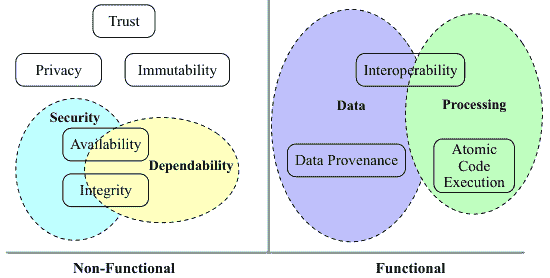 Trust
Privacy
Immutability
Security
Availability
Dependability
Integrity
Non-Functional
Interoperability
Data
Processing
Data Provenance
Atomic
Code
Execution
Functional